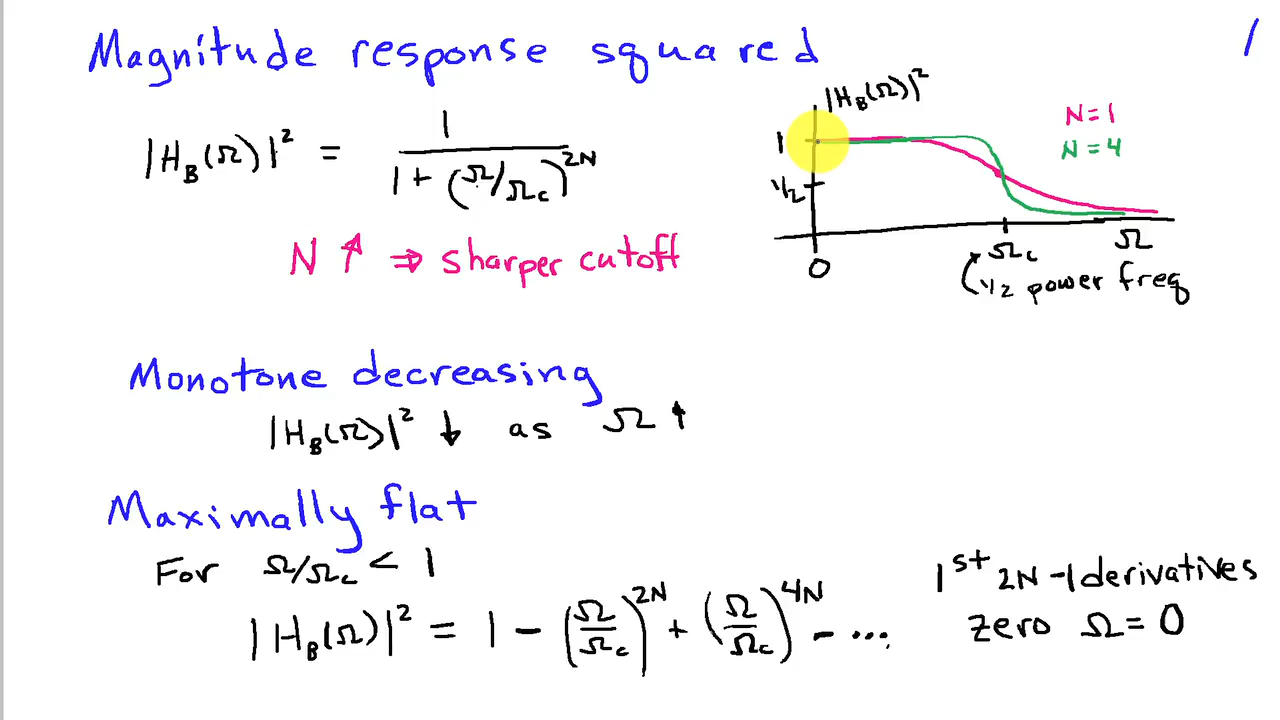 Magnitude response squared
1
|H_B(Ω)|² = 1 / (1 + (Ω/Ω_c)^2N)
N ↑ ⇒ sharper cutoff
|H_B(Ω)|²
N=1
N=4
1
1/2
0
Ω_c
Ω
1/2 power freq
Monotone decreasing
|H_B(Ω)|² ↓ as Ω ↑
Maximally flat
For Ω/Ω_c < 1
|H_B(Ω)|² = 1 - (Ω/Ω_c)^2N + (Ω/Ω_c)^4N - ...
1st 2N-1 derivatives
zero Ω = 0